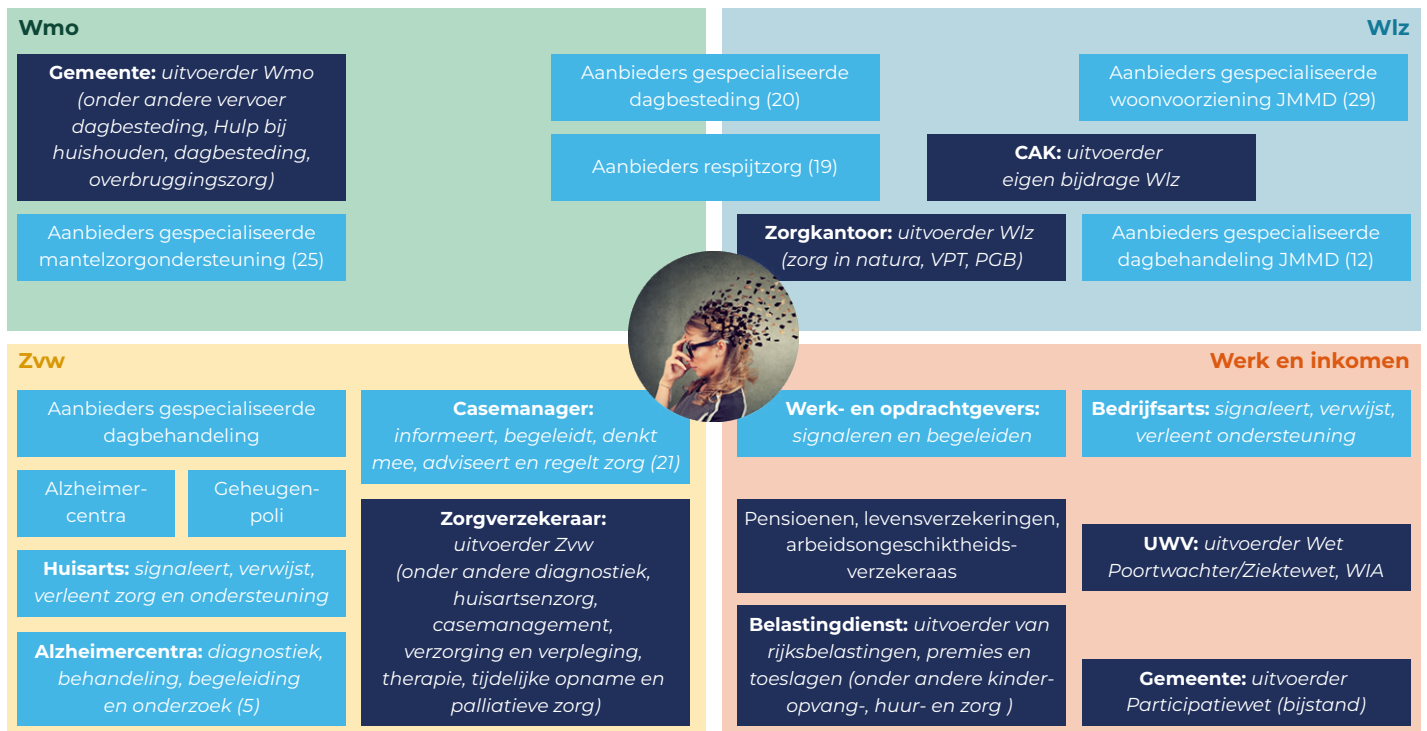 Wmo
Gemeente: uitvoerder Wmo
(onder andere vervoer
dagbesteding, Hulp bij
huishouden, dagbesteding,
overbruggingszorg)
Aanbieders gespecialiseerde
mantelzorgondersteuning (25)
Aanbieders gespecialiseerde
dagbesteding (20)
Aanbieders respijtzorg (19)
Wlz
Aanbieders gespecialiseerde
woonvoorziening JMMD (29)
CAK: uitvoerder
eigen bijdrage Wlz
Zorgkantoor: uitvoerder Wlz
(zorg in natura, VPT, PGB)
Aanbieders gespecialiseerde
dagbehandeling JMMD (12)
Zvw
Aanbieders gespecialiseerde
dagbehandeling
Alzheimer-
centra
Geheugen-
poli
Huisarts: signaleert, verwijst,
verleent zorg en ondersteuning
Alzheimercentra: diagnostiek,
behandeling, begeleiding
en onderzoek (5)
Casemanager:
informeert, begeleidt, denkt
mee, adviseert en regelt zorg (21)
Zorgverzekeraar:
uitvoerder Zvw
(onder andere diagnostiek,
huisartsenzorg,
casemanagement,
verzorging en verpleging,
therapie, tijdelijke opname en
palliatieve zorg)
Werk en inkomen
Werk- en opdrachtgevers:
signaleren en begeleiden
Bedrijfsarts: signaleert, verwijst,
verleent ondersteuning
Pensioenen, levensverzekeringen,
arbeidsongeschiktheids-
verzekeraas
UWV: uitvoerder Wet
Poortwachter/Ziektewet, WIA
Belastingdienst: uitvoerder van
rijksbelastingen, premies en
toeslagen (onder andere kinder-
opvang-, huur- en zorg )
Gemeente: uitvoerder
Participatiewet (bijstand)